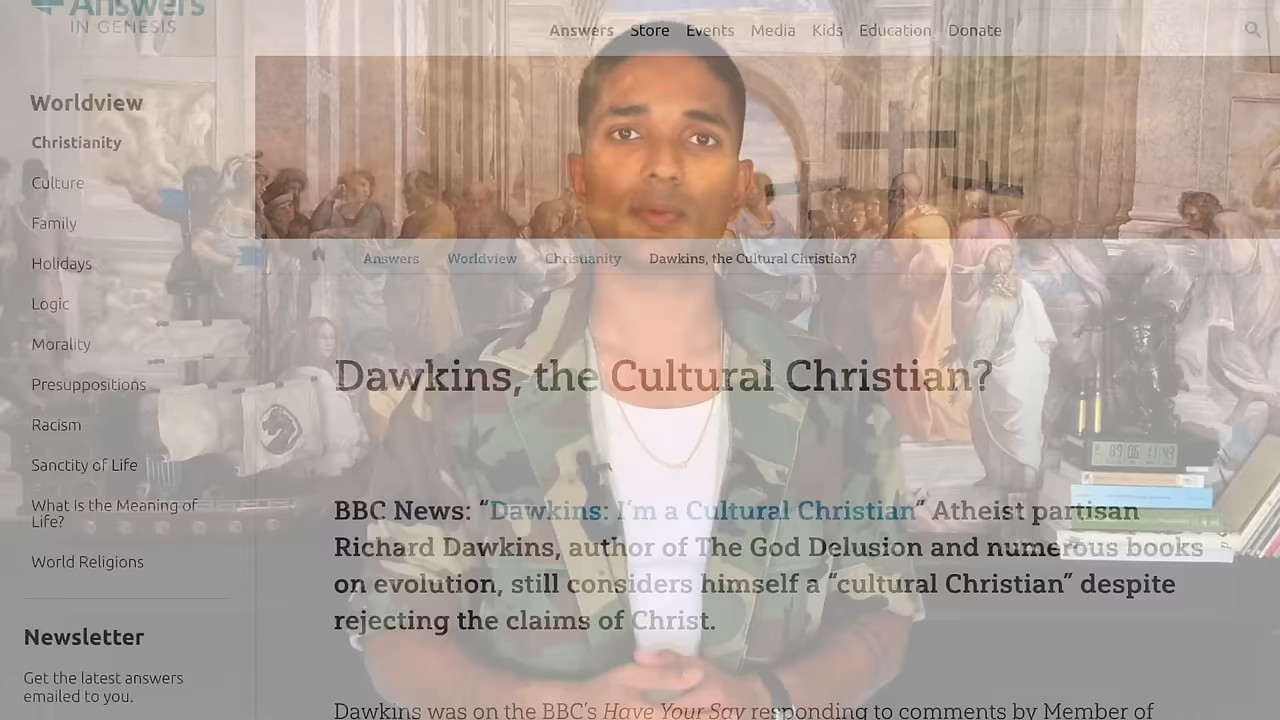 Answers
IN GENESIS
Answers Store Events Media Kids Education Donate
Worldview
Christianity
Culture
Family
Holidays
Logic
Morality
Presuppositions
Racism
Sanctity of Life
What Is the Meaning of
Life?
World Religions
Newsletter
Get the latest answers
emailed to you.
Answers Worldview Christianity Dawkins, the Cultural Christian?
Dawkins, the Cultural Christian?
BBC News: “Dawkins: I’m a Cultural Christian” Atheist partisan
Richard Dawkins, author of The God Delusion and numerous books
on evolution, still considers himself a “cultural Christian” despite
rejecting the claims of Christ.
Dawkins was on the BBC’s Have Your Say responding to comments by Member of